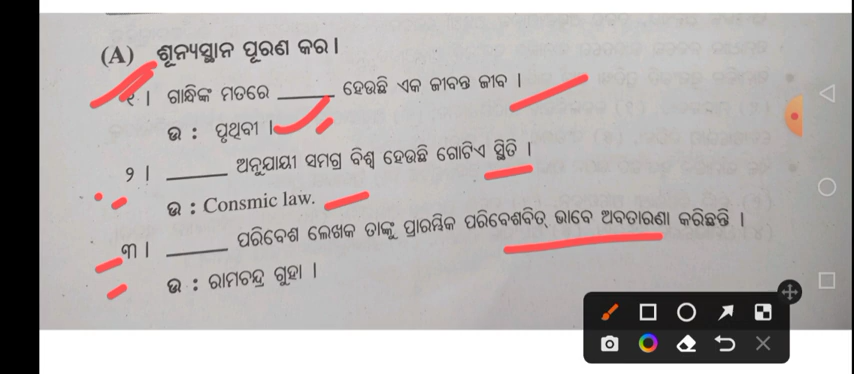 (A) ଶୂନ୍ୟସ୍ଥାନ ପୂରଣ କର ।
୧ । ଗାନ୍ଧିଙ୍କ ମତରେ ______ ହେଉଛି ଏକ ଜୀବନ୍ତ ଜୀବ ।
ଉ : ପୃଥିବୀ ।
୨ । ______ ଅନୁଯାୟୀ ସମଗ୍ର ବିଶ୍ଵ ହେଉଛି ଗୋଟିଏ ସ୍ଥିତି ।
ଉ : Consmic law.
୩ । ______ ପରିବେଶ ଲେଖକ ତାଙ୍କୁ ପ୍ରାରମ୍ଭିକ ପରିବେଶବିତ୍ ଭାବେ ଅବତାରଣା କରିଛନ୍ତି ।
ଉ : ରାମଚନ୍ଦ୍ର ଗୁହା ।